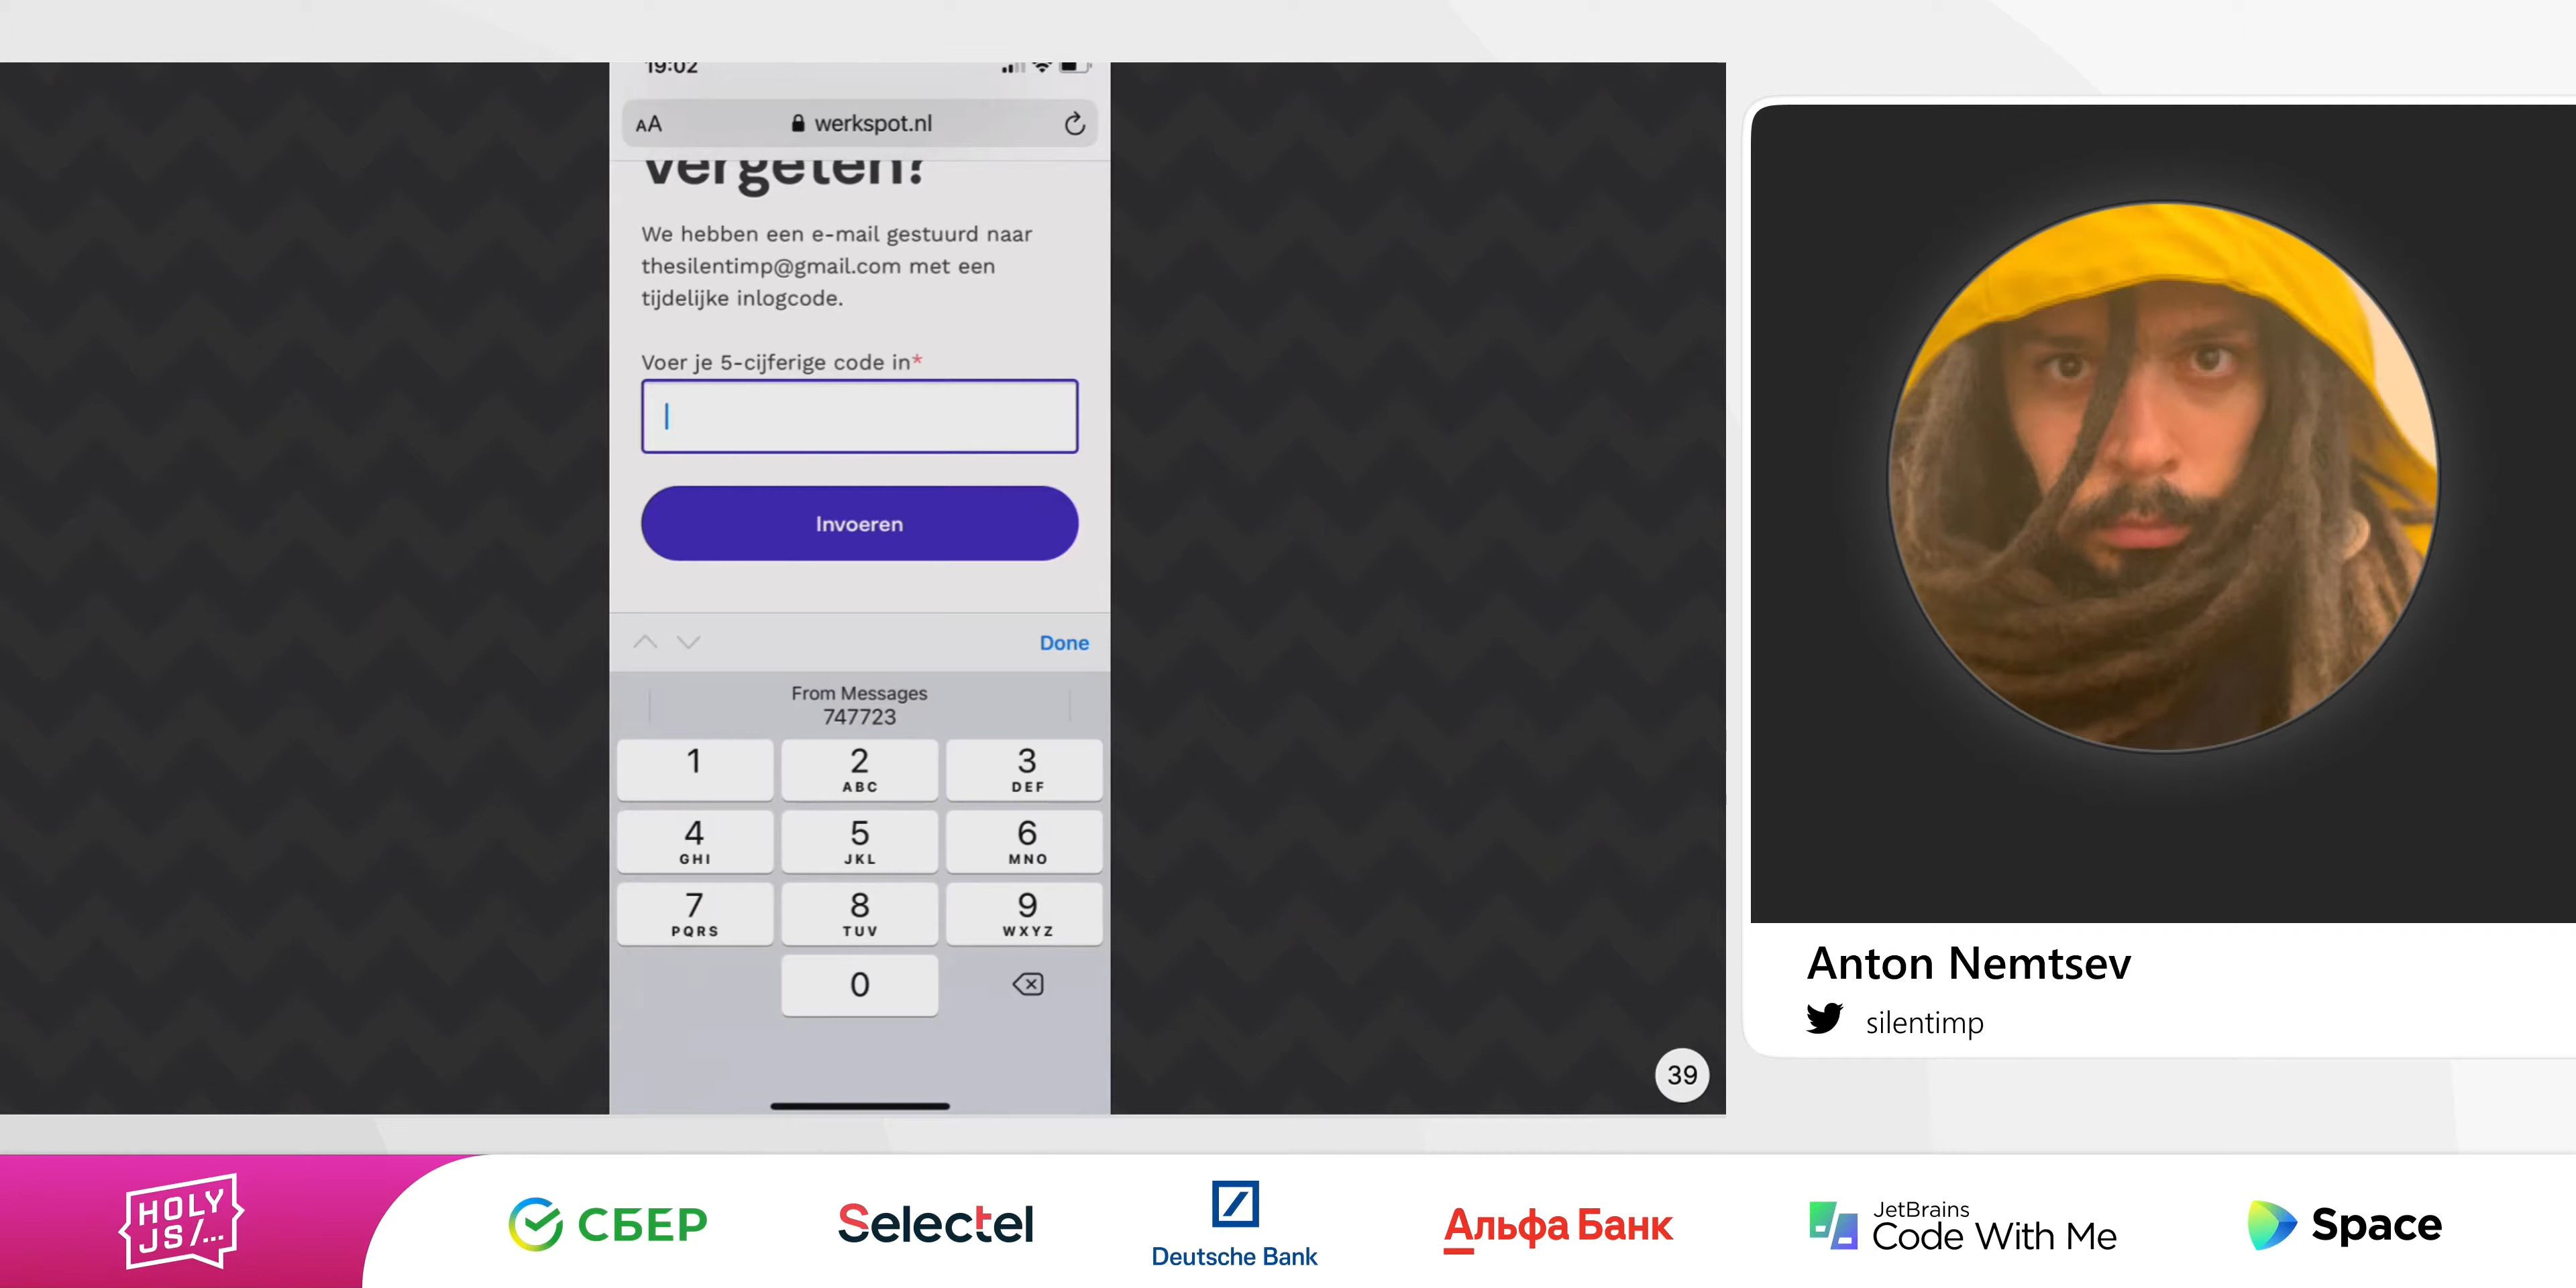 19:02
AA
werkspot.nl
vergeten?
We hebben een e-mail gestuurd naar
thesilentimp@gmail.com met een
tijdelijke inlogcode.
Voer je 5-cijferige code in*
Invoeren
Done
From Messages
747723
1
2
ABC
3
DEF
4
GHI
5
JKL
6
MNO
7
PQRS
8
TUV
9
WXYZ
0
39
Anton Nemtsev
silentimp
HOLY
JS/...
СБЕР
Selectel
Deutsche Bank
Альфа Банк
JetBrains
Code With Me
Space